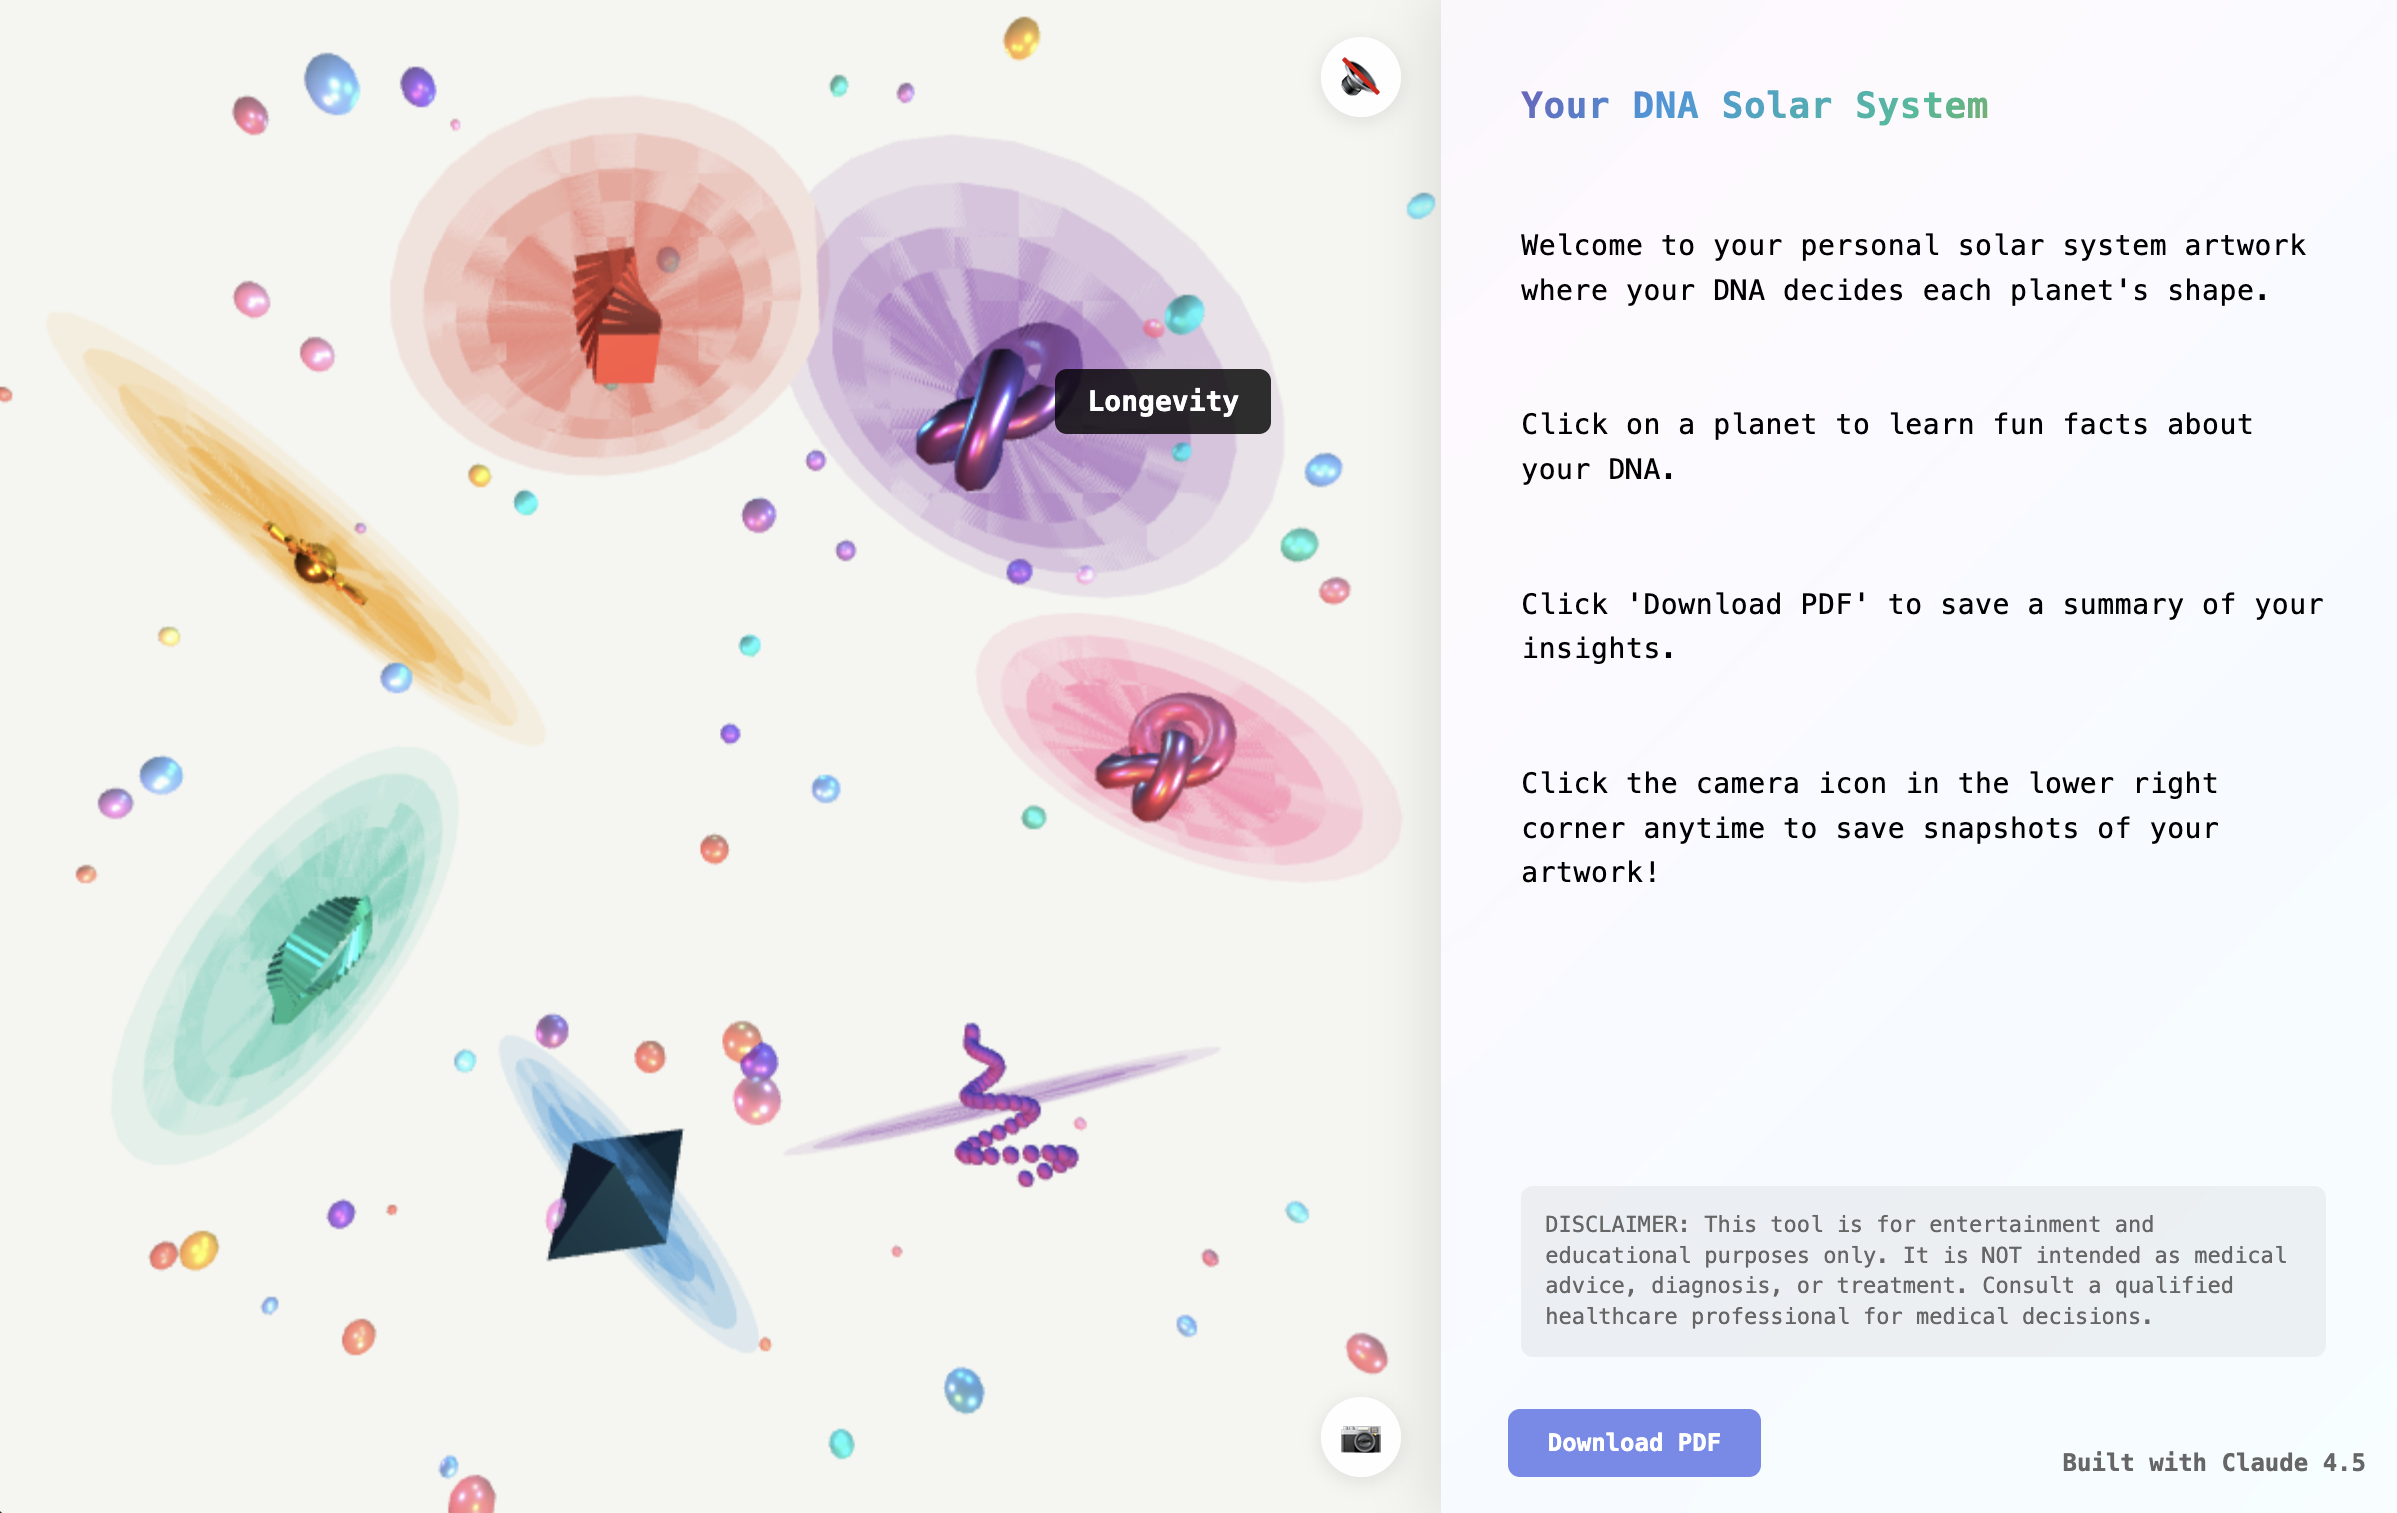 Longevity
Your DNA Solar System
Welcome to your personal solar system artwork
where your DNA decides each planet's shape.
Click on a planet to learn fun facts about
your DNA.
Click 'Download PDF' to save a summary of your
insights.
Click the camera icon in the lower right
corner anytime to save snapshots of your
artwork!
DISCLAIMER: This tool is for entertainment and
educational purposes only. It is NOT intended as medical
advice, diagnosis, or treatment. Consult a qualified
healthcare professional for medical decisions.
Download PDF
Built with Claude 4.5